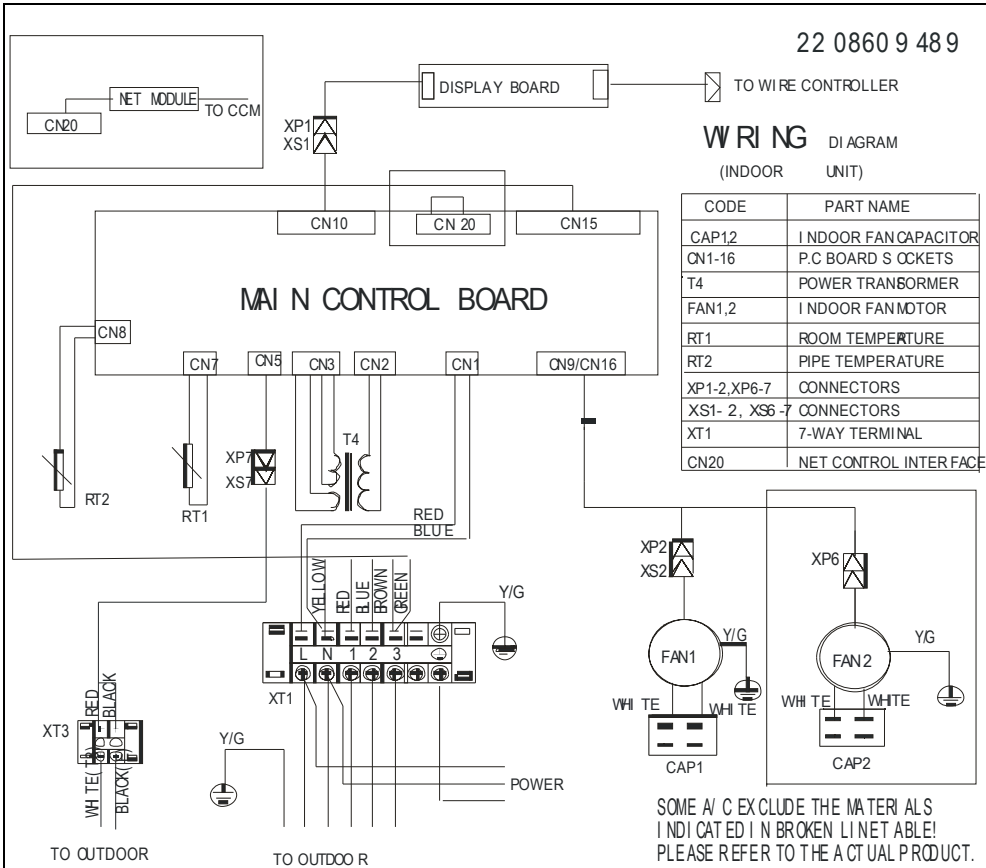 22 0860 9 48 9
NET MODULE
TO CCM
CN20
DISPLAY BOARD
TO WIRE CONTROLLER
XP1
XS1
WIRING DIAGRAM
(INDOOR UNIT)
CODE PART NAME
CAP1,2 INDOOR FAN CAPACITOR
CN1-16 P.C BOARD SOCKETS
T4 POWER TRANSFORMER
FAN1,2 INDOOR FAN MOTOR
RT1 ROOM TEMPERATURE
RT2 PIPE TEMPERATURE
XP1-2,XP6-7 CONNECTORS
XS1-2, XS6-7 CONNECTORS
XT1 7-WAY TERMINAL
CN20 NET CONTROL INTERFACE
CN10
CN 20
CN15
MAIN CONTROL BOARD
CN8
CN7
CN5
CN3
CN2
CN1
CN9/CN16
RT2
RT1
XP7
XS7
T4
RED
BLUE
YELLOW
RED
BLUE
BROWN
GREEN
Y/G
L N 1 2 3
XT1
XP2
XS2
FAN1
Y/G
WHITE
WHITE
CAP1
XP6
FAN2
Y/G
WHITE
WHITE
CAP2
RED
BLACK
XT3
BLACK(
TO OUTDOOR
Y/G
POWER
TO OUTDOOR
SOME A/C EXCLUDE THE MATERIALS
INDICATED IN BROKEN LINETABLE!
PLEASE REFER TO THE ACTUAL PRODUCT.